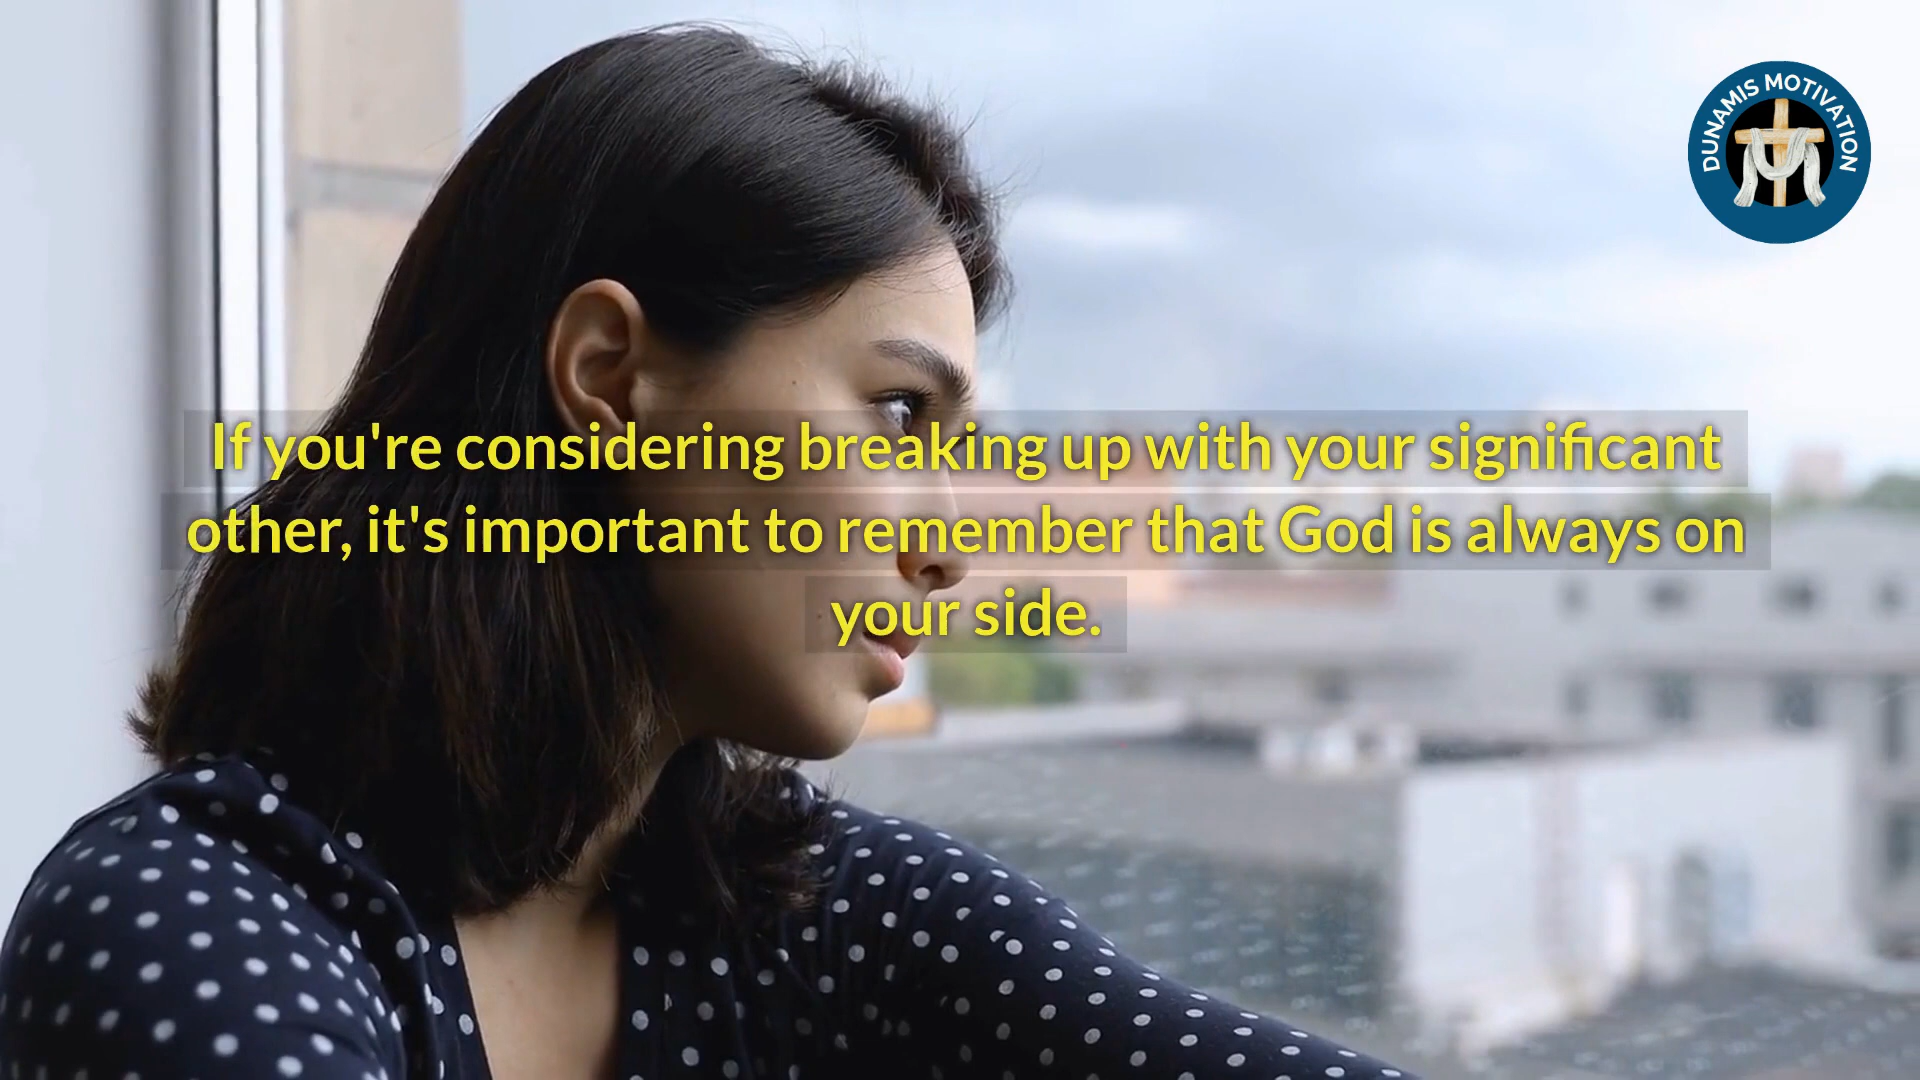 DUNAMIS MOTIVATION
If you're considering breaking up with your significant
other, it's important to remember that God is always on
your side.